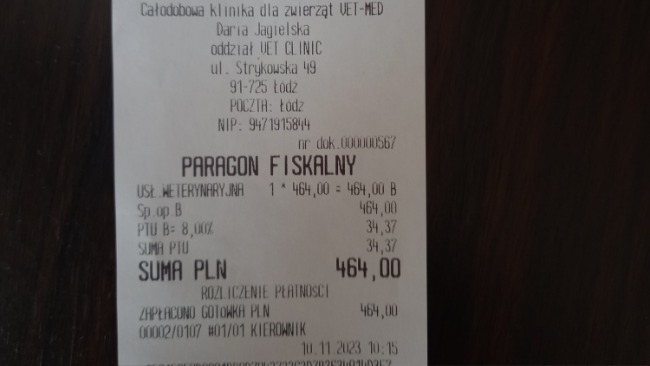 Całodobowa klinika dla zwierząt VET-MED
Daria Jagielska
oddział VET CLINIC
ul. Strykowska 49
91-725 Łódź
POCZTA: Łódź
NIP: 9471915844
nr dok.000000567
PARAGON FISKALNY
USŁ.WETERYNARYJNA 1 * 464,00 = 464,00 B
Sp.op.B 464,00
PTU B= 8,00% 34,37
SUMA PTU 34,37
SUMA PLN 464,00
ROZLICZENIE PŁATNOŚCI
ZAPŁACONO GOTÓWKA PLN 464,00
00002/0107 #01/01 KIEROWNIK
10.11.2023 10:15